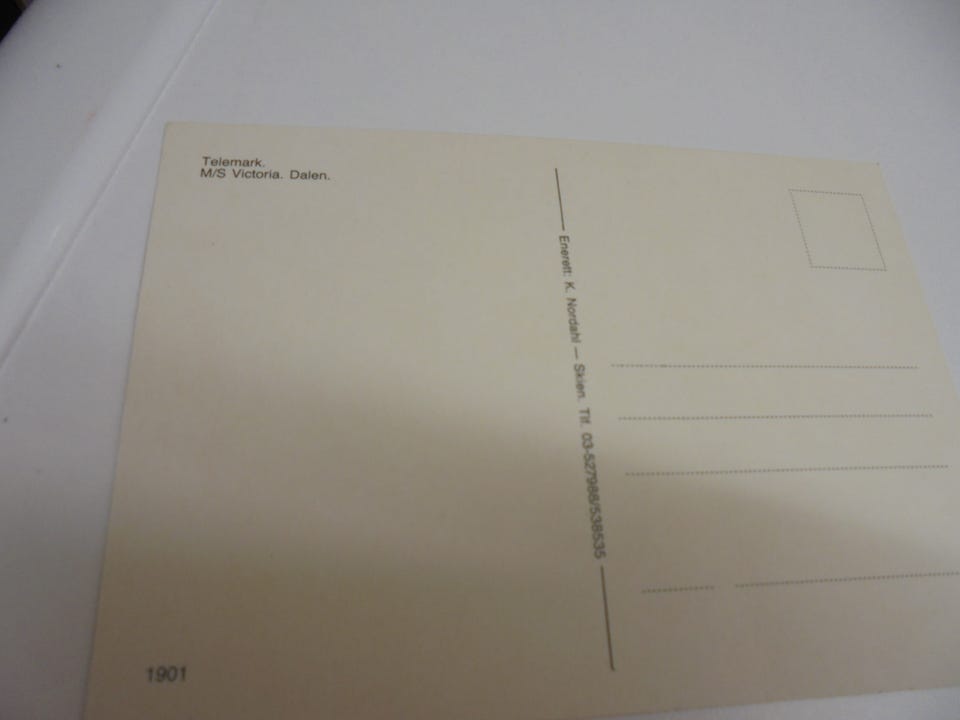 Telemark.
M/S Victoria. Dalen.
Enerett: K. Nordahl — Skien. Tlf. 03-527988/538535
1901